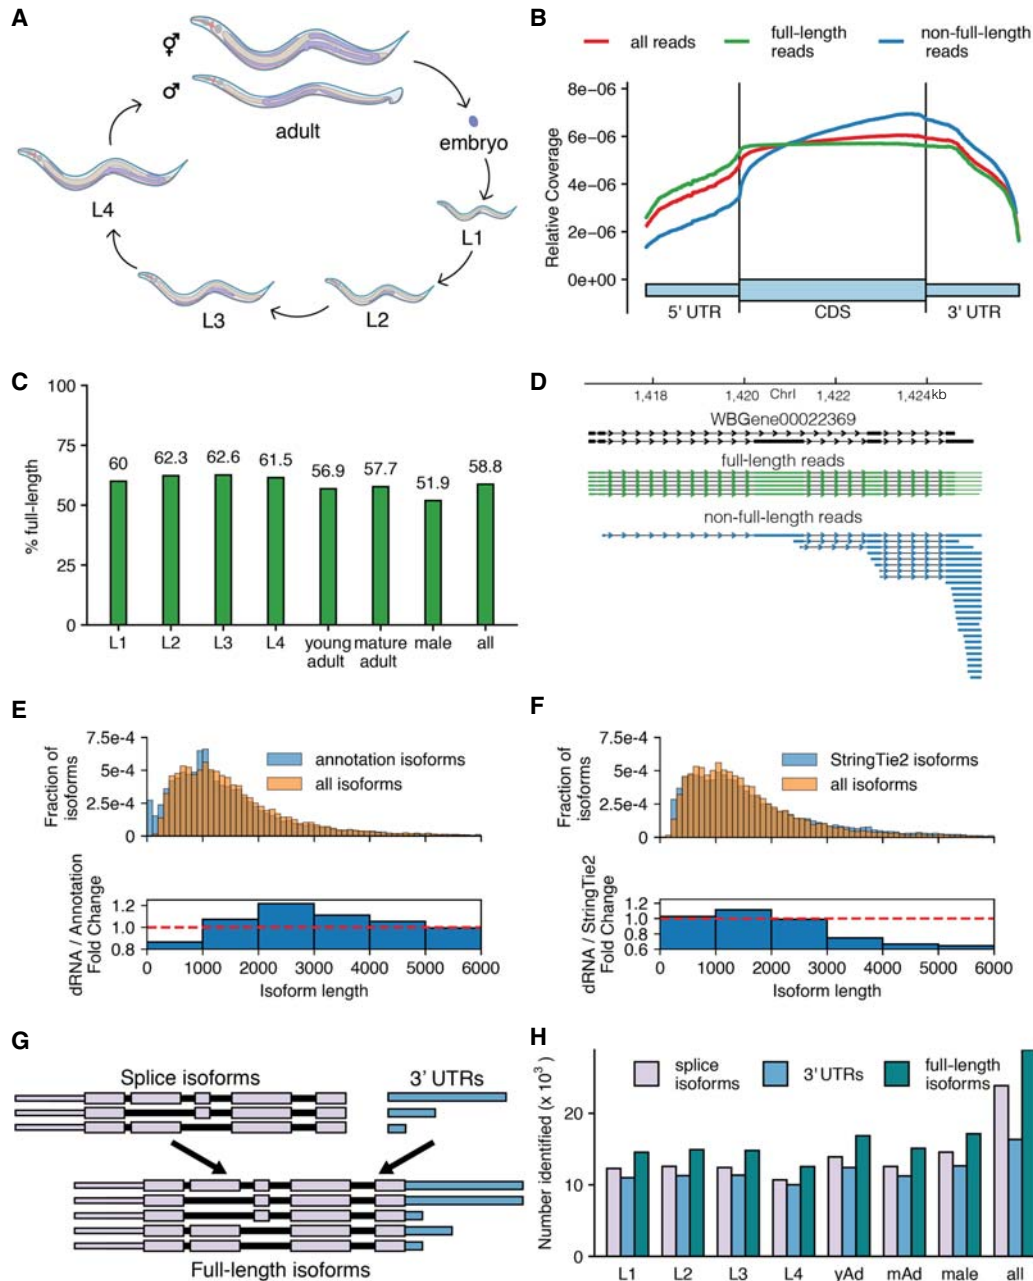 A
⚥
♂
adult
embryo
L1
L2
L3
L4
B
all reads
full-length
reads
non-full-length
reads
Relative Coverage
8e−06
6e−06
4e−06
2e−06
0e+00
5' UTR
CDS
3' UTR
C
% full-length
100
75
50
25
0
60
62.3
62.6
61.5
56.9
57.7
51.9
58.8
L1
L2
L3
L4
young
adult
mature
adult
male
all
D
1,418
1,420
ChrI
1,422
1,424kb
WBGene00022369
full-length reads
non-full-length reads
E
Fraction of
isoforms
7.5e-4
5e-4
2.5e-4
0
annotation isoforms
all isoforms
dRNA / Annotation
Fold Change
1.2
1.0
0.8
0
1000
2000
3000
4000
5000
6000
Isoform length
F
Fraction of
isoforms
7.5e-4
5e-4
2.5e-4
0
StringTie2 isoforms
all isoforms
dRNA / StringTie2
Fold Change
1.2
1.0
0.8
0.6
0
1000
2000
3000
4000
5000
6000
Isoform length
G
Splice isoforms
3' UTRs
Full-length isoforms
H
Number identified (x 10³)
20
10
0
splice
isoforms
3' UTRs
full-length
isoforms
L1
L2
L3
L4
yAd
mAd
male
all